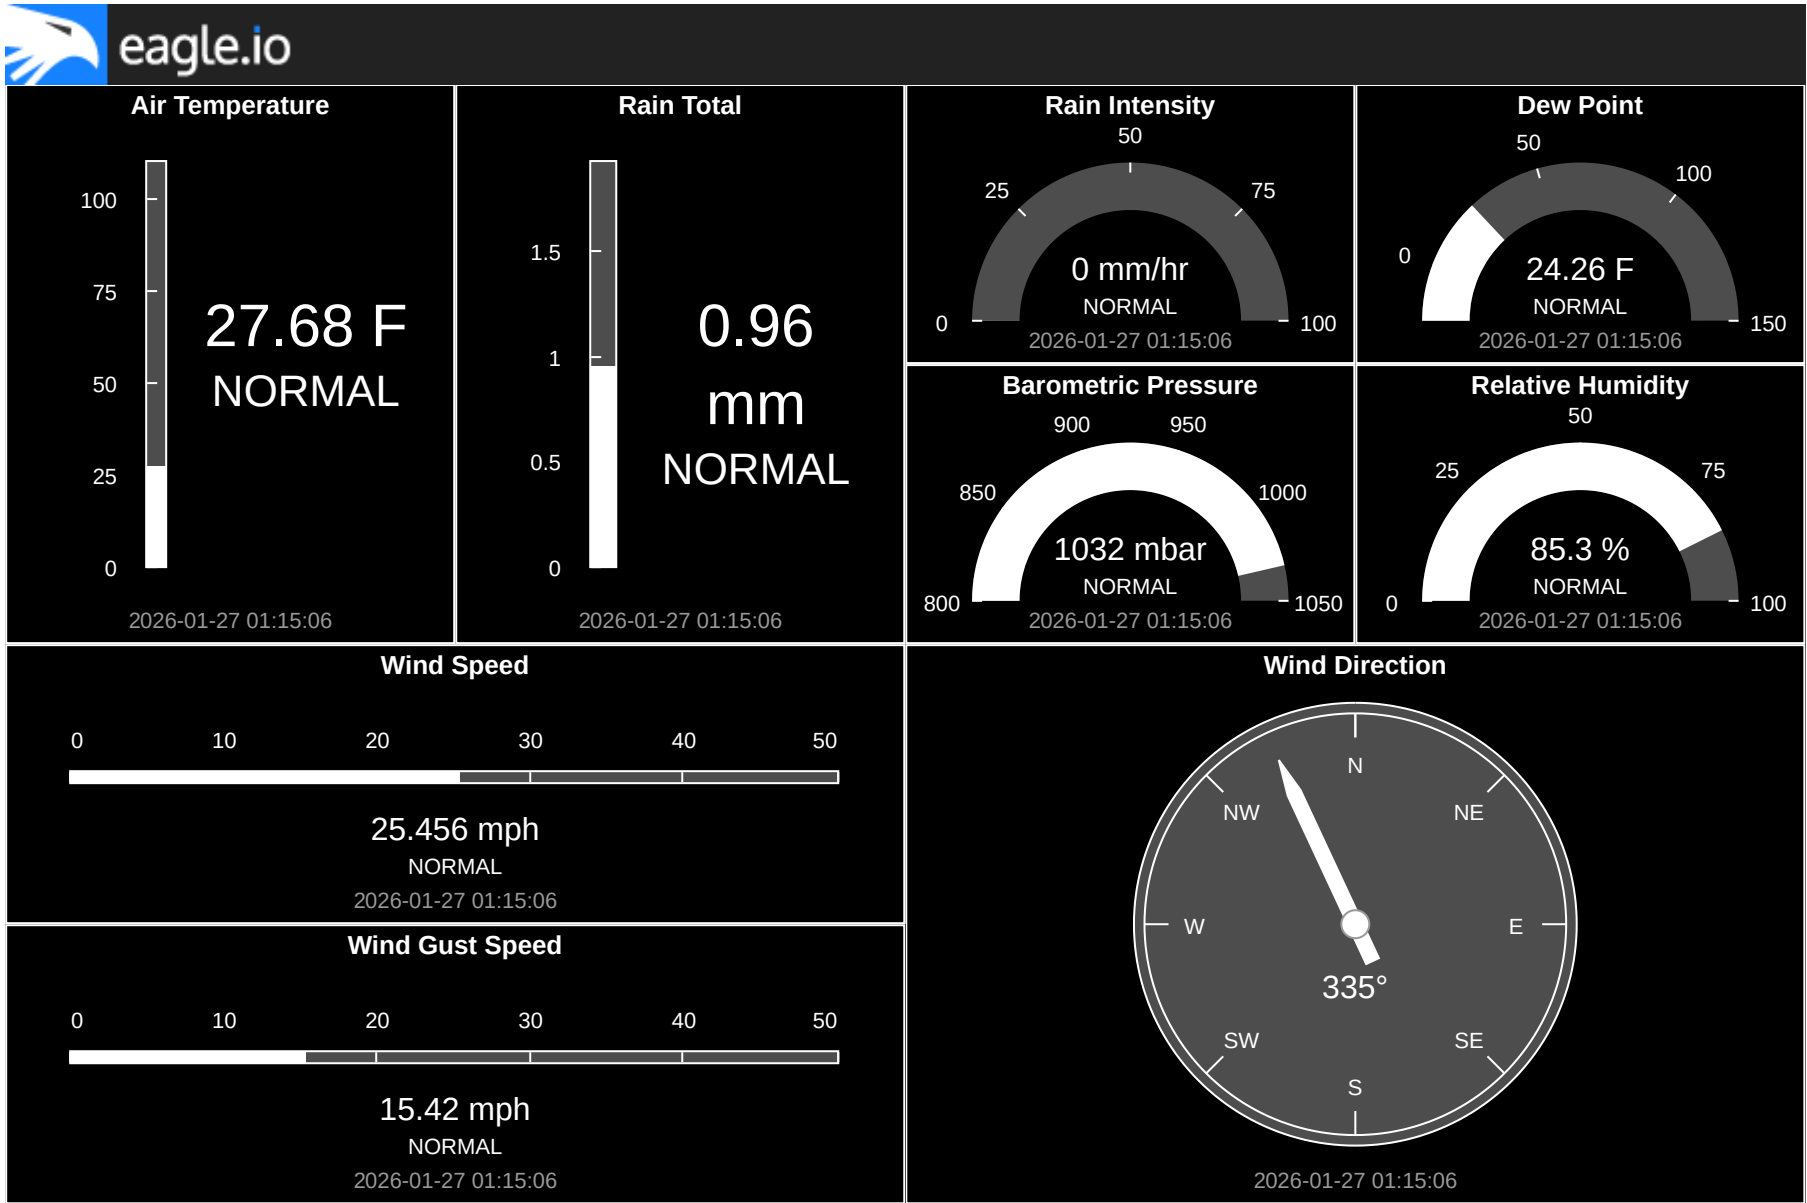 eagle.io
Air Temperature
100
75
50
25
0
27.68 F
NORMAL
2026-01-27 01:15:06
Rain Total
1.5
1
0.5
0
0.96
mm
NORMAL
2026-01-27 01:15:06
Rain Intensity
0
25
50
75
100
0 mm/hr
NORMAL
2026-01-27 01:15:06
Dew Point
0
50
100
150
24.26 F
NORMAL
2026-01-27 01:15:06
Barometric Pressure
800
850
900
950
1000
1050
1032 mbar
NORMAL
2026-01-27 01:15:06
Relative Humidity
0
25
50
75
100
85.3 %
NORMAL
2026-01-27 01:15:06
Wind Speed
0 10 20 30 40 50
25.456 mph
NORMAL
2026-01-27 01:15:06
Wind Gust Speed
0 10 20 30 40 50
15.42 mph
NORMAL
2026-01-27 01:15:06
Wind Direction
N
NW NE
W E
335°
SW SE
S
2026-01-27 01:15:06